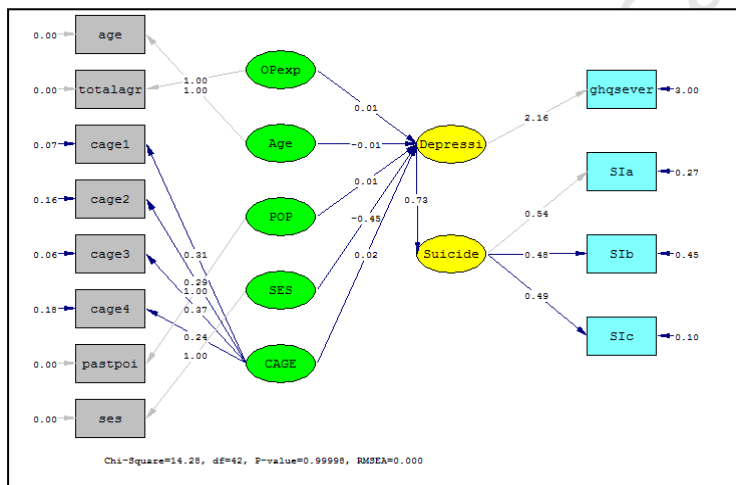 0.00 age
0.00 totalagr
0.07 cage1
0.16 cage2
0.06 cage3
0.18 cage4
0.00 pastpoi
0.00 ses
OPexp
Age
POP
SES
CAGE
1.00
1.00
0.31
0.29
1.00
0.37
0.24
1.00
0.01
-0.01
0.01
-0.45
0.02
Depressi
0.73
Suicide
2.16
0.54
0.48
0.49
ghqsever 3.00
SIa 0.27
SIb 0.45
SIc 0.10
Chi-Square=14.28, df=42, P-value=0.99998, RMSEA=0.000